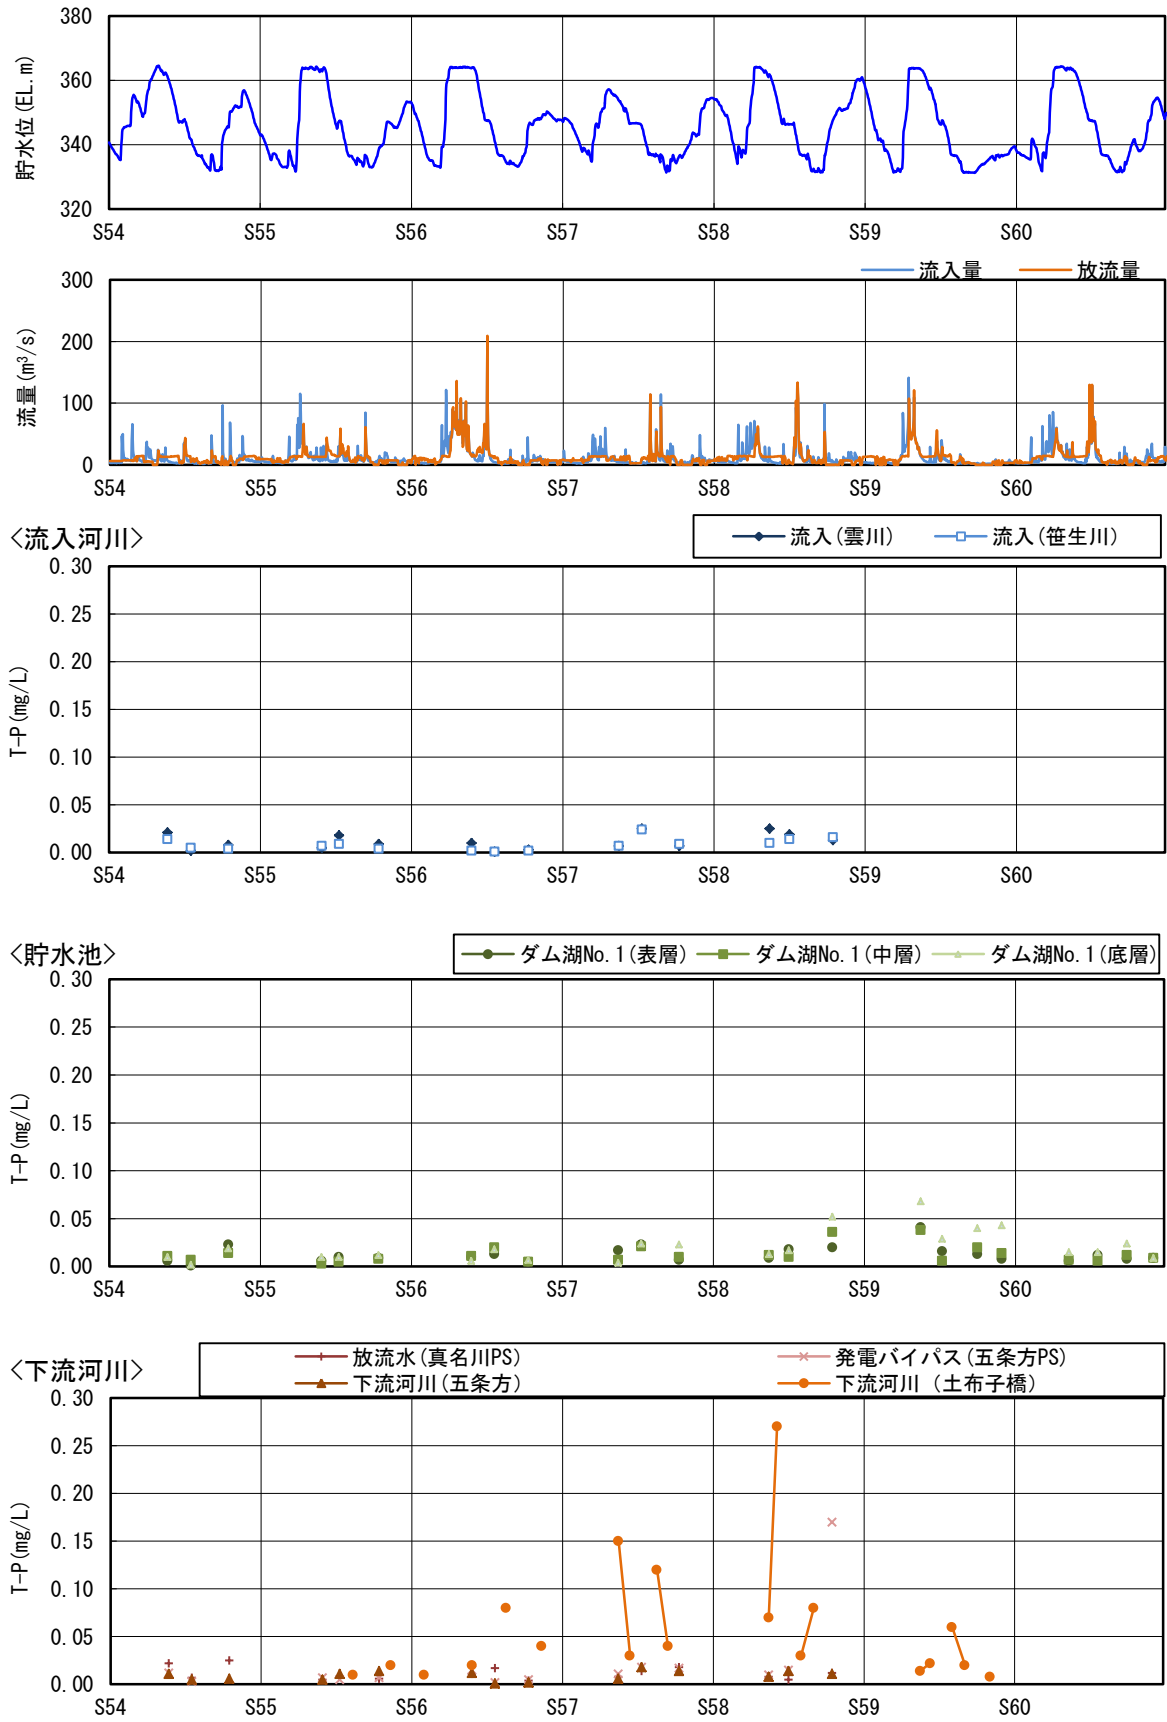 380
360
340
320
貯水位(EL.m)
S54 S55 S56 S57 S58 S59 S60
流入量 放流量
300
200
100
0
流量(m³/s)
S54 S55 S56 S57 S58 S59 S60
<流入河川>
流入(雲川) 流入(笹生川)
0.30
0.25
0.20
0.15
0.10
0.05
0.00
T-P(mg/L)
S54 S55 S56 S57 S58 S59 S60
<貯水池>
ダム湖No.1(表層) ダム湖No.1(中層) ダム湖No.1(底層)
0.30
0.25
0.20
0.15
0.10
0.05
0.00
T-P(mg/L)
S54 S55 S56 S57 S58 S59 S60
<下流河川>
放流水(真名川PS) 発電バイパス(五条方PS)
下流河川(五条方) 下流河川(土布子橋)
0.30
0.25
0.20
0.15
0.10
0.05
0.00
T-P(mg/L)
S54 S55 S56 S57 S58 S59 S60